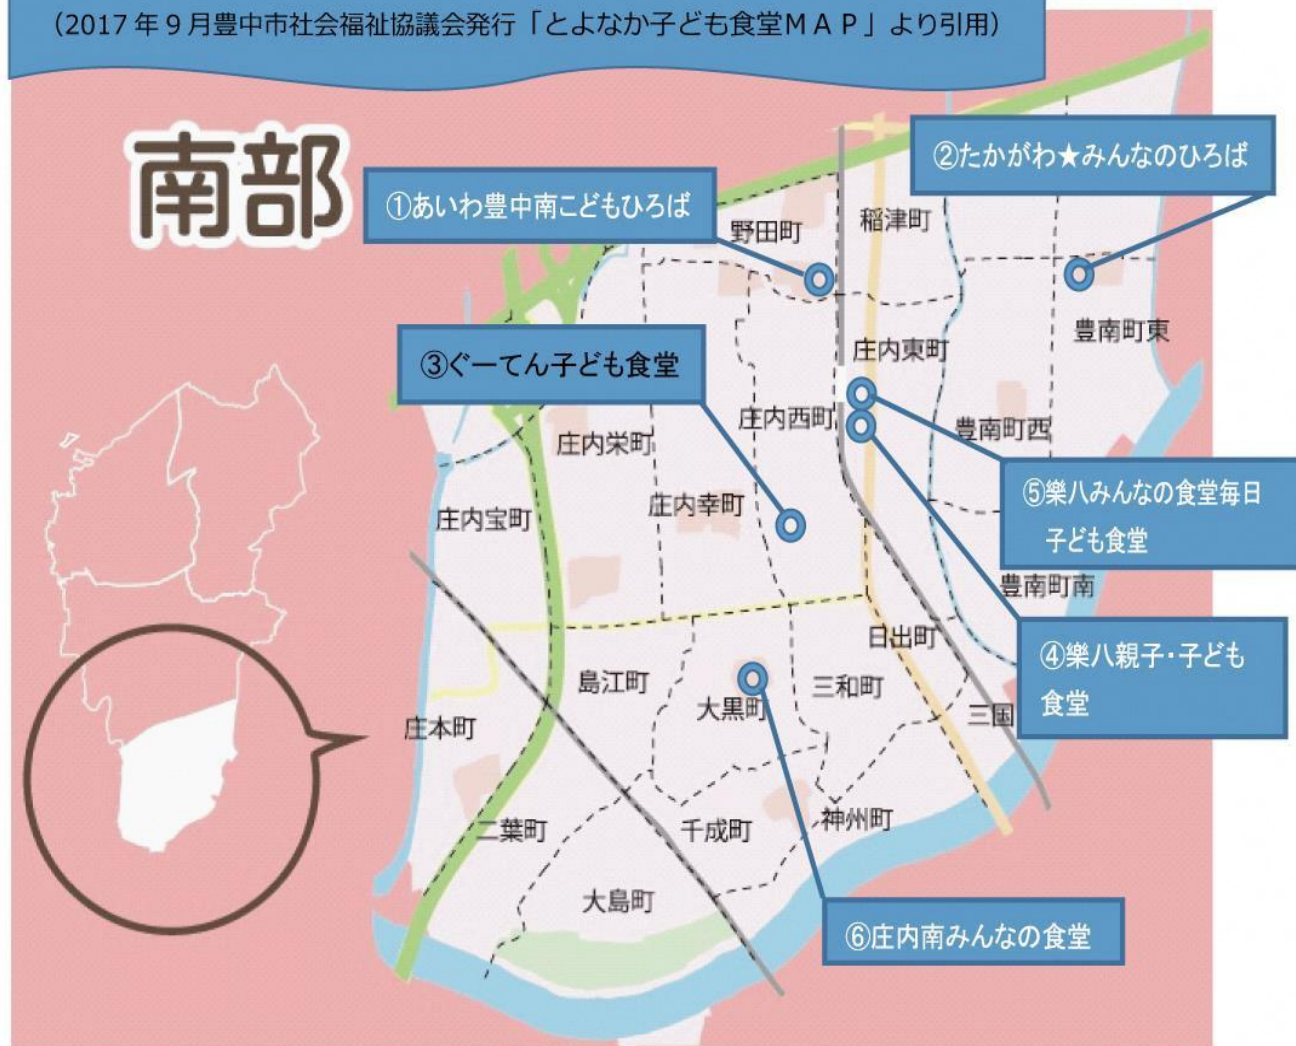 （2017年9月豊中市社会福祉協議会発行「とよなか子ども食堂ＭＡＰ」より引用）
南部
②たかがわ★みんなのひろば
①あいわ豊中南こどもひろば
野田町
稲津町
豊南町東
③ぐーてん子ども食堂
庄内東町
庄内西町
豊南町西
庄内栄町
⑤樂八みんなの食堂毎日
子ども食堂
庄内幸町
庄内宝町
豊南町南
日出町
④樂八親子・子ども
食堂
島江町
三和町
大黒町
三国
庄本町
二葉町
千成町
神州町
大島町
⑥庄内南みんなの食堂